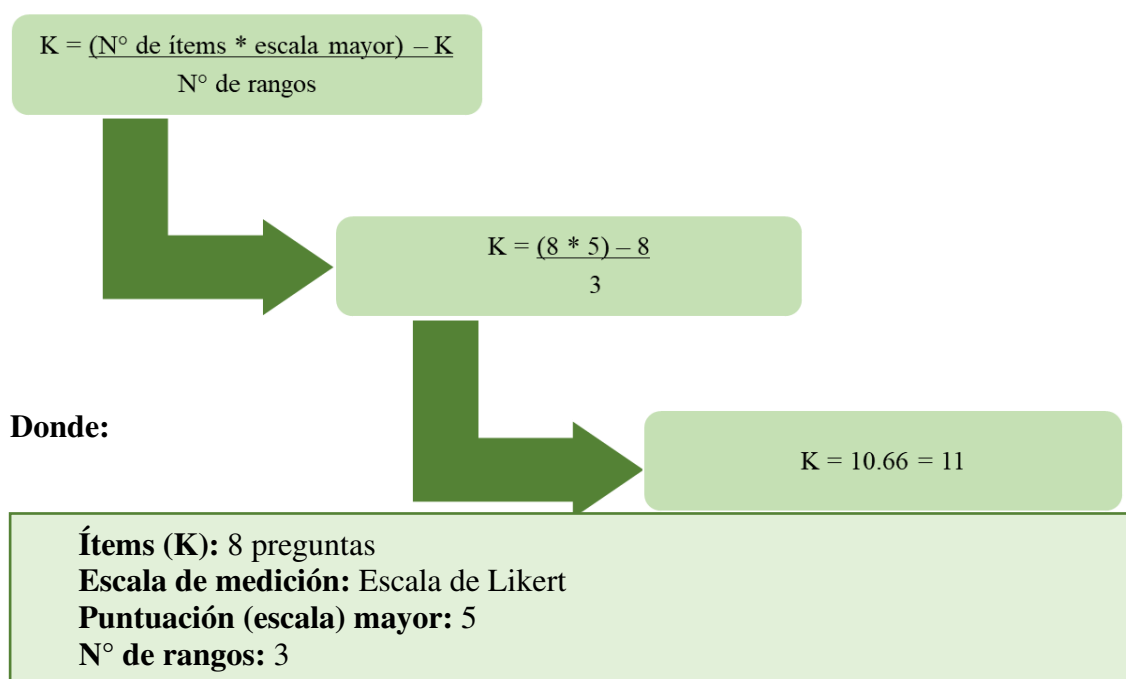 K = (N° de ítems * escala mayor) – K
N° de rangos
K = (8 * 5) – 8
3
Donde:
K = 10.66 = 11
Ítems (K): 8 preguntas
Escala de medición: Escala de Likert
Puntuación (escala) mayor: 5
N° de rangos: 3